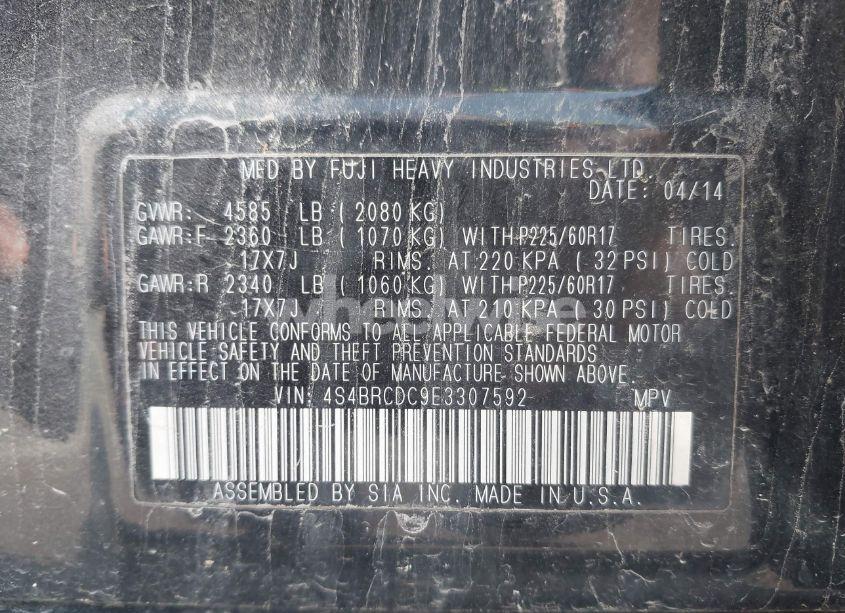 MFD BY FUJI HEAVY INDUSTRIES LTD.
DATE: 04/14
GVWR: 4585 LB ( 2080 KG)
GAWR:F 2360 LB ( 1070 KG) WITH P225/60R17 TIRES.
17X7J RIMS. AT 220 KPA ( 32 PSI) COLD
GAWR:R 2340 LB ( 1060 KG) WITH P225/60R17 TIRES.
17X7J RIMS. AT 210 KPA ( 30 PSI) COLD
THIS VEHICLE CONFORMS TO ALL APPLICABLE FEDERAL MOTOR
VEHICLE SAFETY AND THEFT PREVENTION STANDARDS
IN EFFECT ON THE DATE OF MANUFACTURE SHOWN ABOVE.
VIN: 4S4BRCDC9E3307592 MPV
ASSEMBLED BY SIA INC. MADE IN U.S.A.